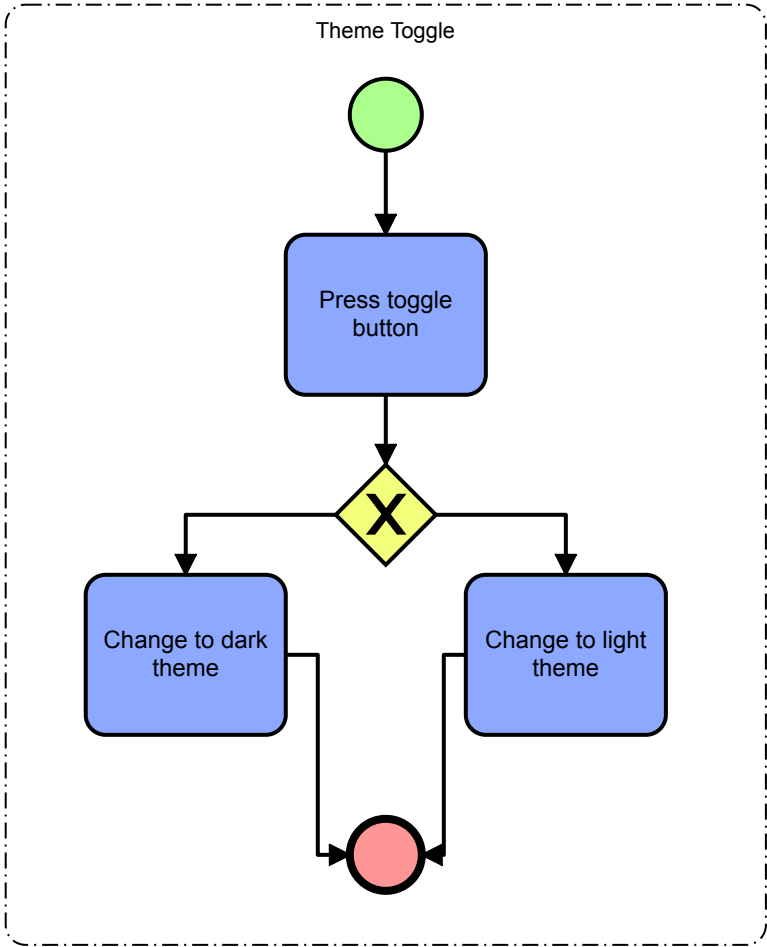 Theme Toggle
Press toggle
button
X
Change to dark
theme
Change to light
theme